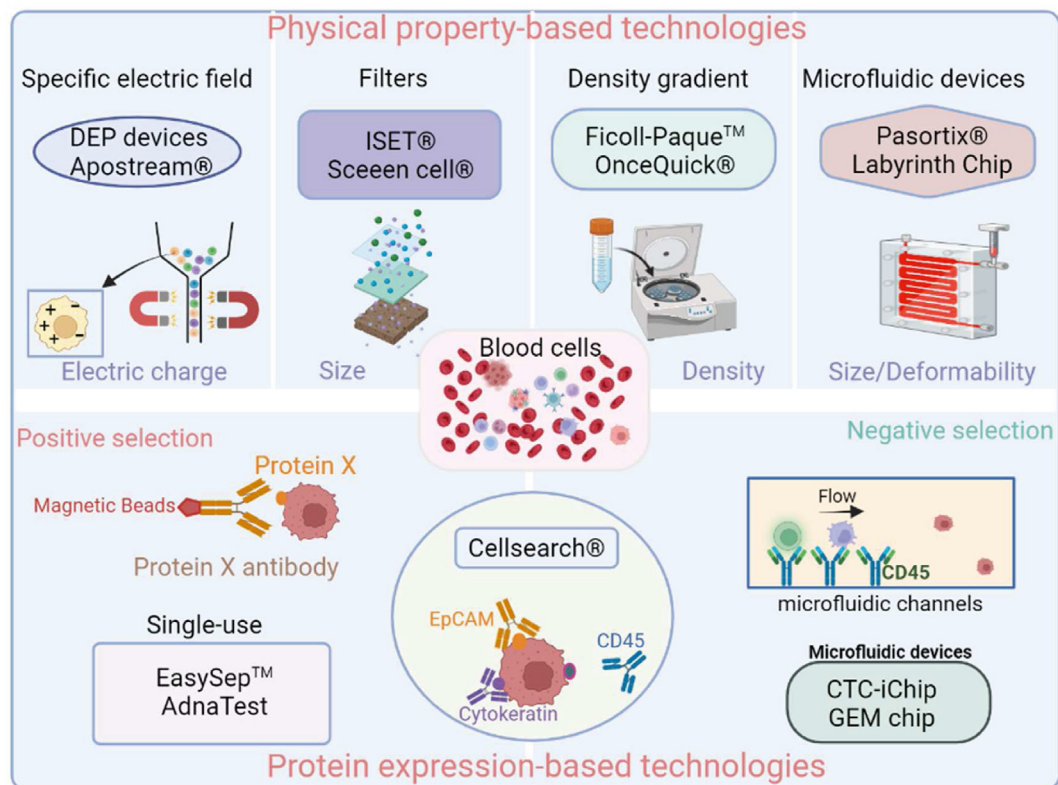 Physical property-based technologies
Specific electric field
DEP devices
Apostream®
Electric charge
Filters
ISET®
Sceeen cell®
Size
Density gradient
Ficoll-Paque™
OnceQuick®
Density
Microfluidic devices
Pasortix®
Labyrinth Chip
Size/Deformability
Blood cells
Positive selection
Protein X
Magnetic Beads
Protein X antibody
Single-use
EasySep™
AdnaTest
Cellsearch®
EpCAM
CD45
Cytokeratin
Negative selection
Flow
CD45
microfluidic channels
Microfluidic devices
CTC-iChip
GEM chip
Protein expression-based technologies